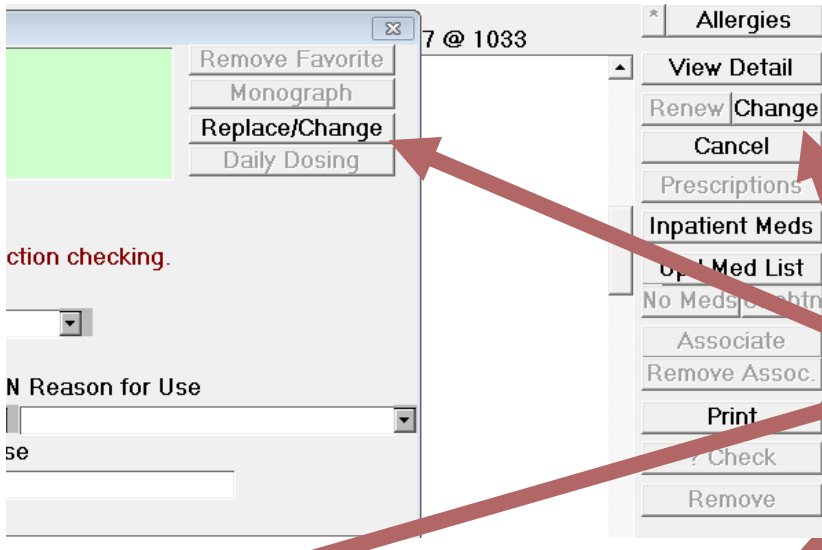 7 @ 1033
Remove Favorite
Monograph
Replace/Change
Daily Dosing
ction checking.
N Reason for Use
se
* Allergies
View Detail
Renew Change
Cancel
Prescriptions
Inpatient Meds
Med List
No Meds
Associate
Remove Assoc.
Print
? Check
Remove